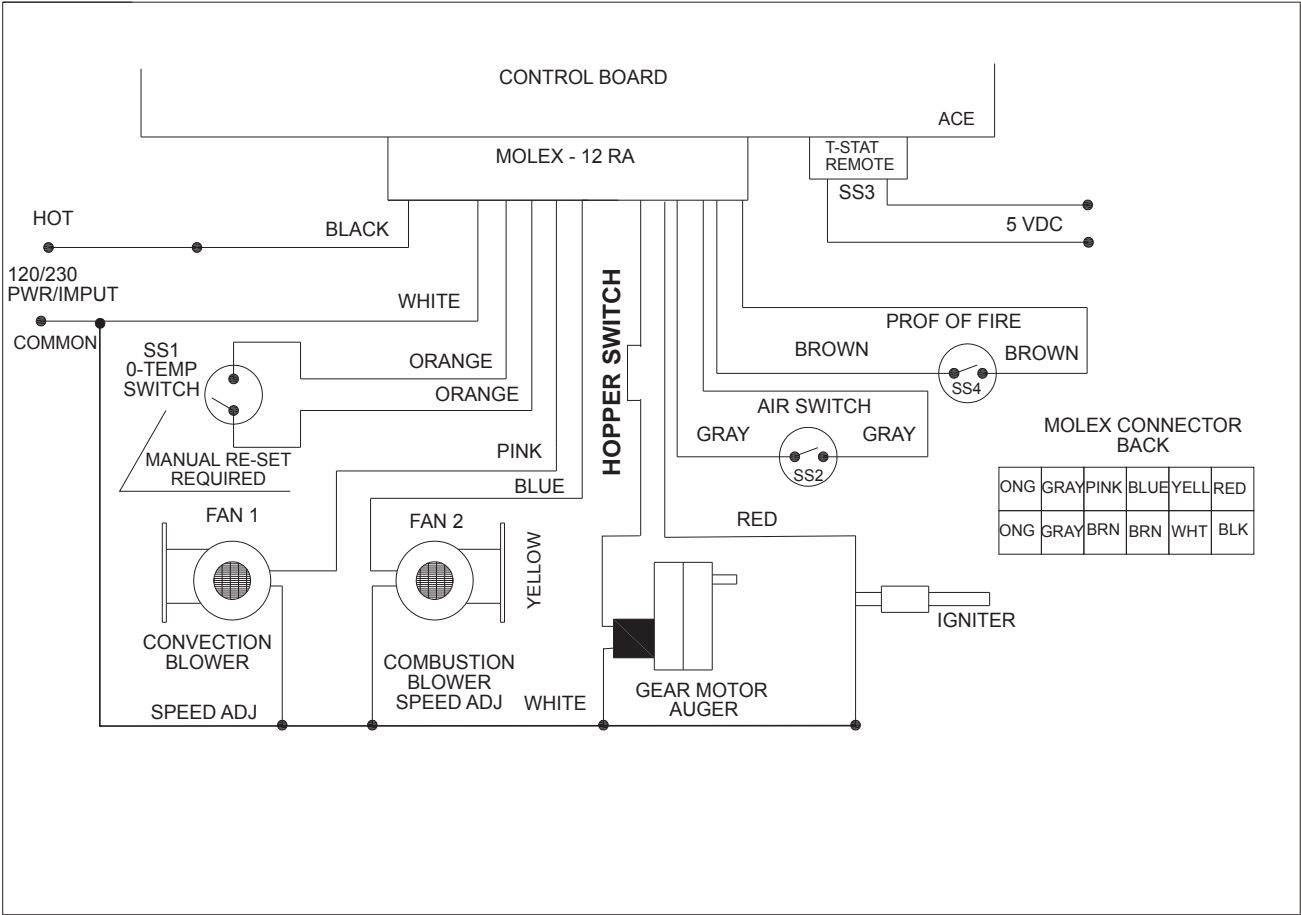 CONTROL BOARD
ACE
MOLEX - 12 RA
T-STAT
REMOTE
SS3
5 VDC
HOT
BLACK
120/230
PWR/IMPUT
WHITE
COMMON
SS1
0-TEMP
SWITCH
ORANGE
ORANGE
MANUAL RE-SET
REQUIRED
PINK
BLUE
HOPPER SWITCH
PROF OF FIRE
BROWN
BROWN
SS4
AIR SWITCH
GRAY
GRAY
SS2
MOLEX CONNECTOR
BACK
ONG GRAY PINK BLUE YELL RED
ONG GRAY BRN BRN WHT BLK
FAN 1
FAN 2
YELLOW
RED
IGNITER
CONVECTION
BLOWER
COMBUSTION
BLOWER
SPEED ADJ
GEAR MOTOR
AUGER
SPEED ADJ
WHITE